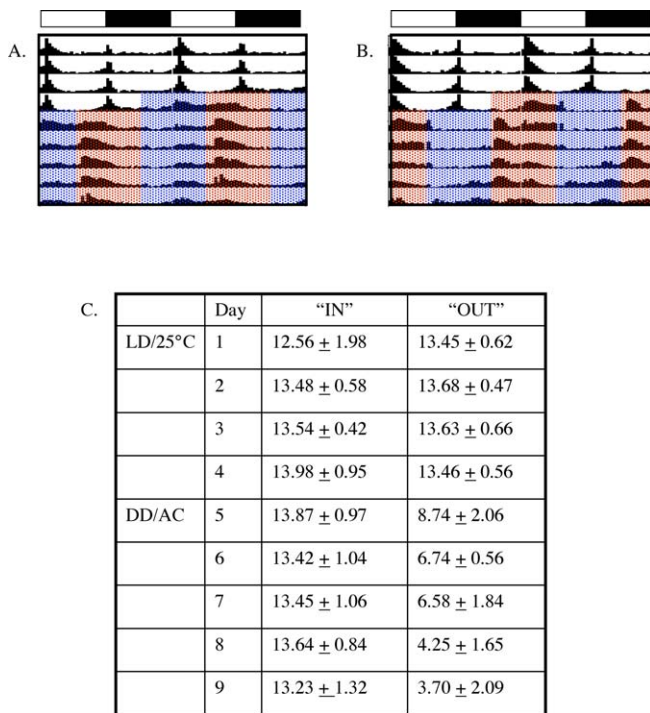 A.
B.
C.
Day “IN” “OUT”
LD/25°C 1 12.56 ± 1.98 13.45 ± 0.62
2 13.48 ± 0.58 13.68 ± 0.47
3 13.54 ± 0.42 13.63 ± 0.66
4 13.98 ± 0.95 13.46 ± 0.56
DD/AC 5 13.87 ± 0.97 8.74 ± 2.06
6 13.42 ± 1.04 6.74 ± 0.56
7 13.45 ± 1.06 6.58 ± 1.84
8 13.64 ± 0.84 4.25 ± 1.65
9 13.23 ± 1.32 3.70 ± 2.09